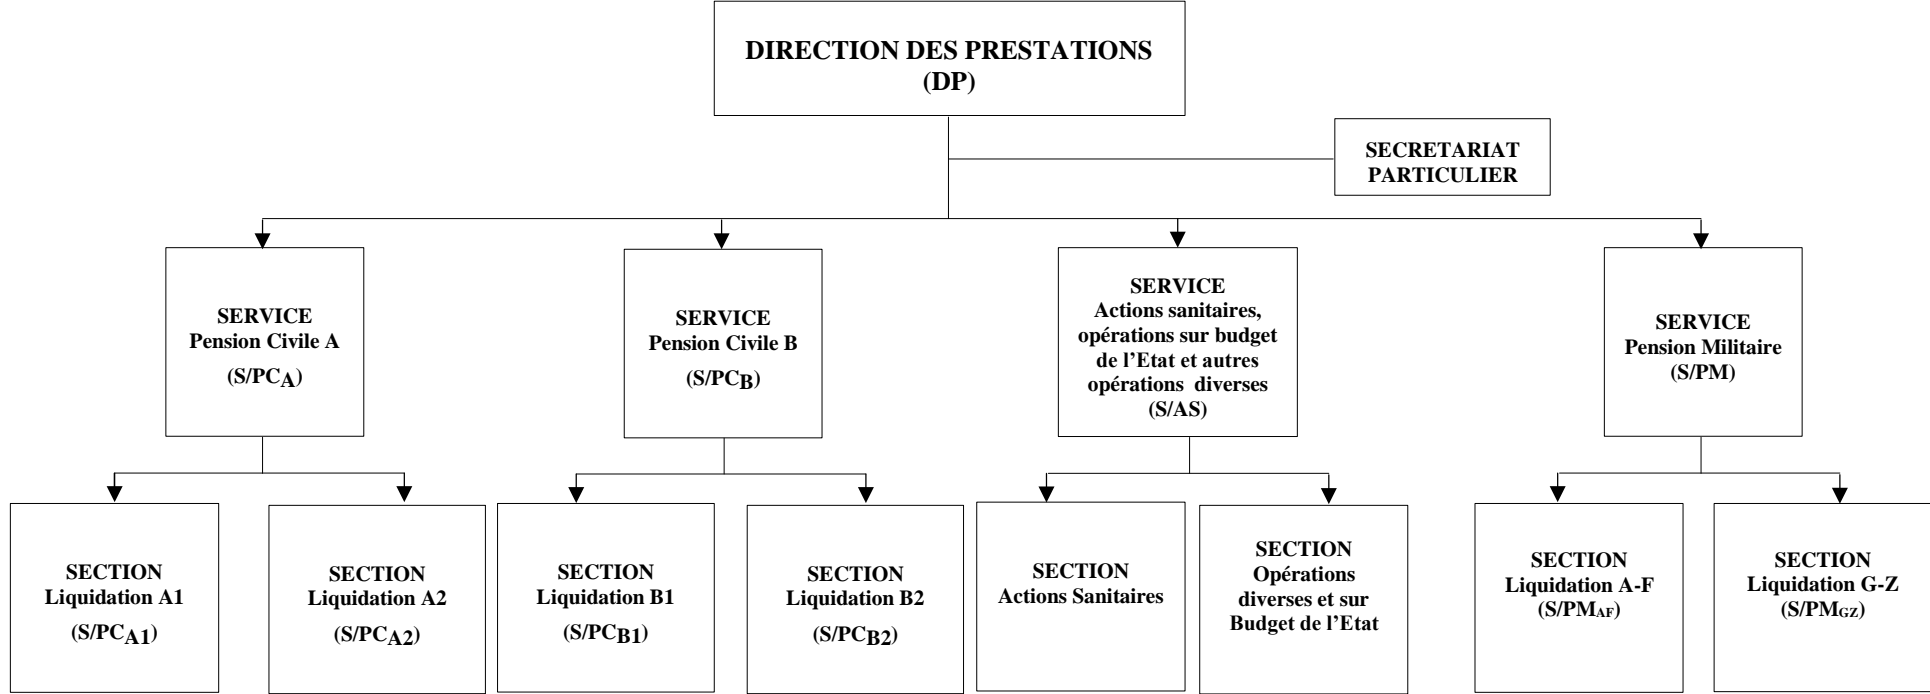 DIRECTION DES PRESTATIONS
(DP)
SECRETARIAT
PARTICULIER
SERVICE
Pension Civile A
(S/PCA)
SERVICE
Pension Civile B
(S/PCB)
SERVICE
Actions sanitaires,
opérations sur budget
de l’Etat et autres
opérations diverses
(S/AS)
SERVICE
Pension Militaire
(S/PM)
SECTION
Liquidation A1
(S/PCA1)
SECTION
Liquidation A2
(S/PCA2)
SECTION
Liquidation B1
(S/PCB1)
SECTION
Liquidation B2
(S/PCB2)
SECTION
Actions Sanitaires
SECTION
Opérations
diverses et sur
Budget de l’Etat
SECTION
Liquidation A-F
(S/PMAF)
SECTION
Liquidation G-Z
(S/PMGZ)